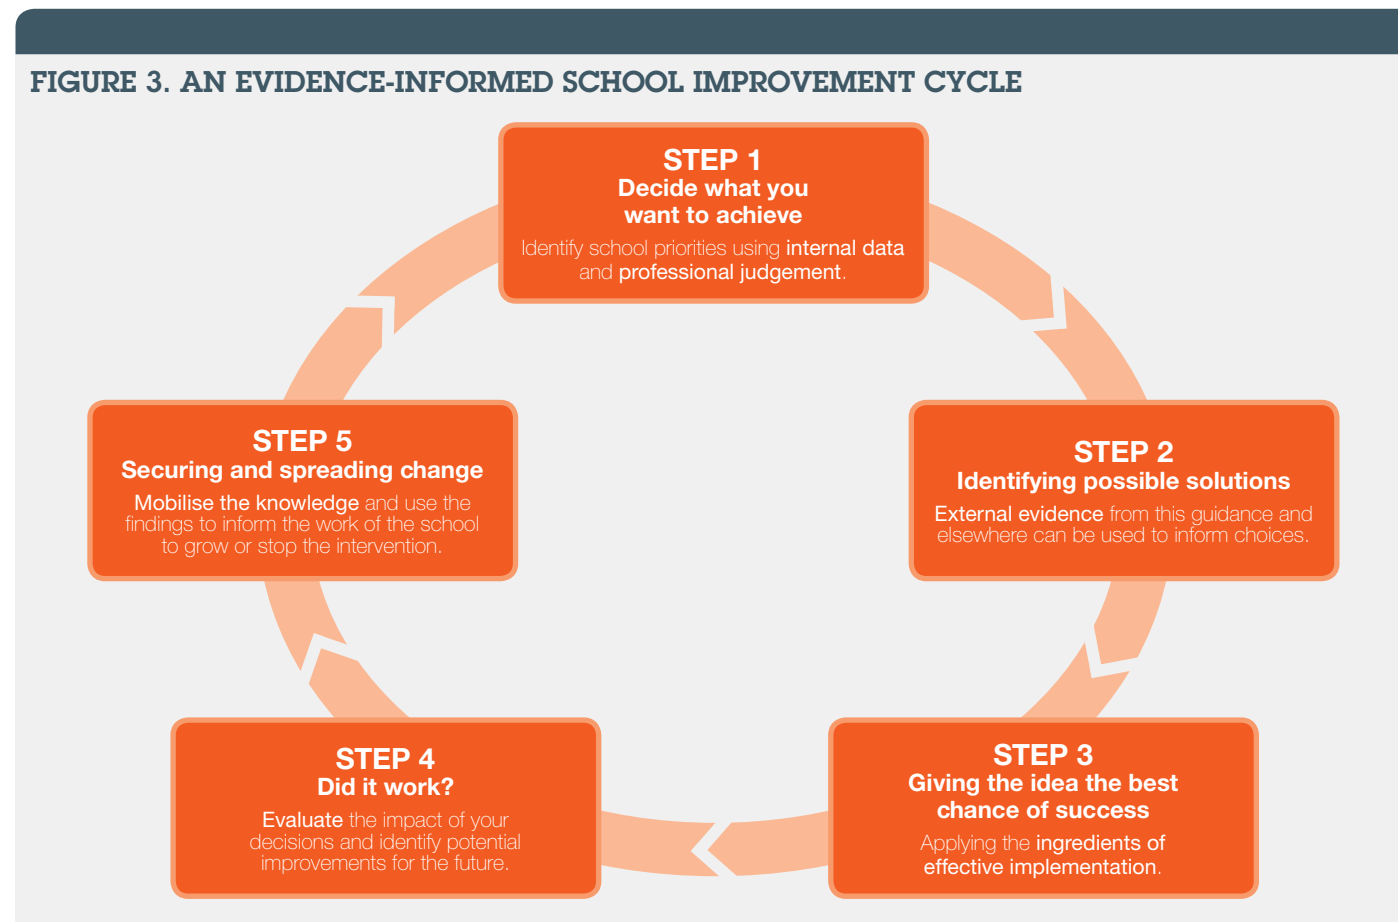 FIGURE 3. AN EVIDENCE-INFORMED SCHOOL IMPROVEMENT CYCLE
STEP 1
Decide what you
want to achieve
Identify school priorities using internal data
and professional judgement.
STEP 2
Identifying possible solutions
External evidence from this guidance and
elsewhere can be used to inform choices.
STEP 3
Giving the idea the best
chance of success
Applying the ingredients of
effective implementation.
STEP 4
Did it work?
Evaluate the impact of your
decisions and identify potential
improvements for the future.
STEP 5
Securing and spreading change
Mobilise the knowledge and use the
findings to inform the work of the school
to grow or stop the intervention.